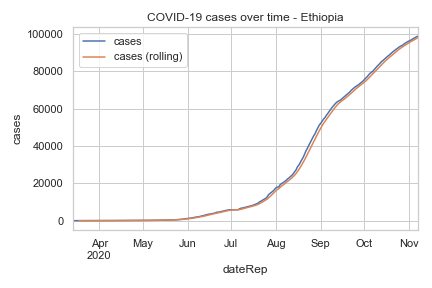 COVID-19 cases over time - Ethiopia
cases
cases (rolling)
100000
80000
60000
40000
20000
0
cases
Apr
2020
May
Jun
Jul
Aug
Sep
Oct
Nov
dateRep